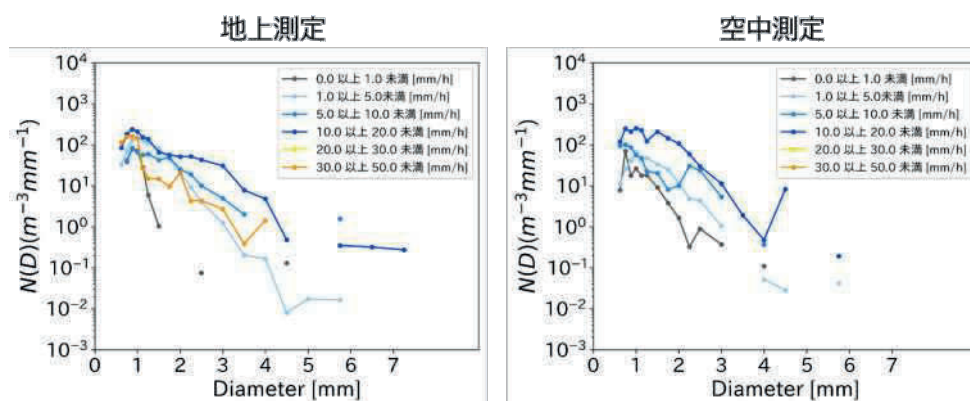 地上測定
10^4
10^3
10^2
10^1
10^0
10^-1
10^-2
10^-3
N(D)(m^-3mm^-1)
0.0 以上 1.0 未満 [mm/h]
1.0 以上 5.0未満 [mm/h]
5.0 以上 10.0 未満 [mm/h]
10.0 以上 20.0 未満 [mm/h]
20.0 以上 30.0 未満 [mm/h]
30.0 以上 50.0 未満 [mm/h]
0 1 2 3 4 5 6 7
Diameter [mm]
空中測定
10^4
10^3
10^2
10^1
10^0
10^-1
10^-2
10^-3
N(D)(m^-3mm^-1)
0.0 以上 1.0 未満 [mm/h]
1.0 以上 5.0未満 [mm/h]
5.0 以上 10.0 未満 [mm/h]
10.0 以上 20.0 未満 [mm/h]
20.0 以上 30.0 未満 [mm/h]
30.0 以上 50.0 未満 [mm/h]
0 1 2 3 4 5 6 7
Diameter [mm]